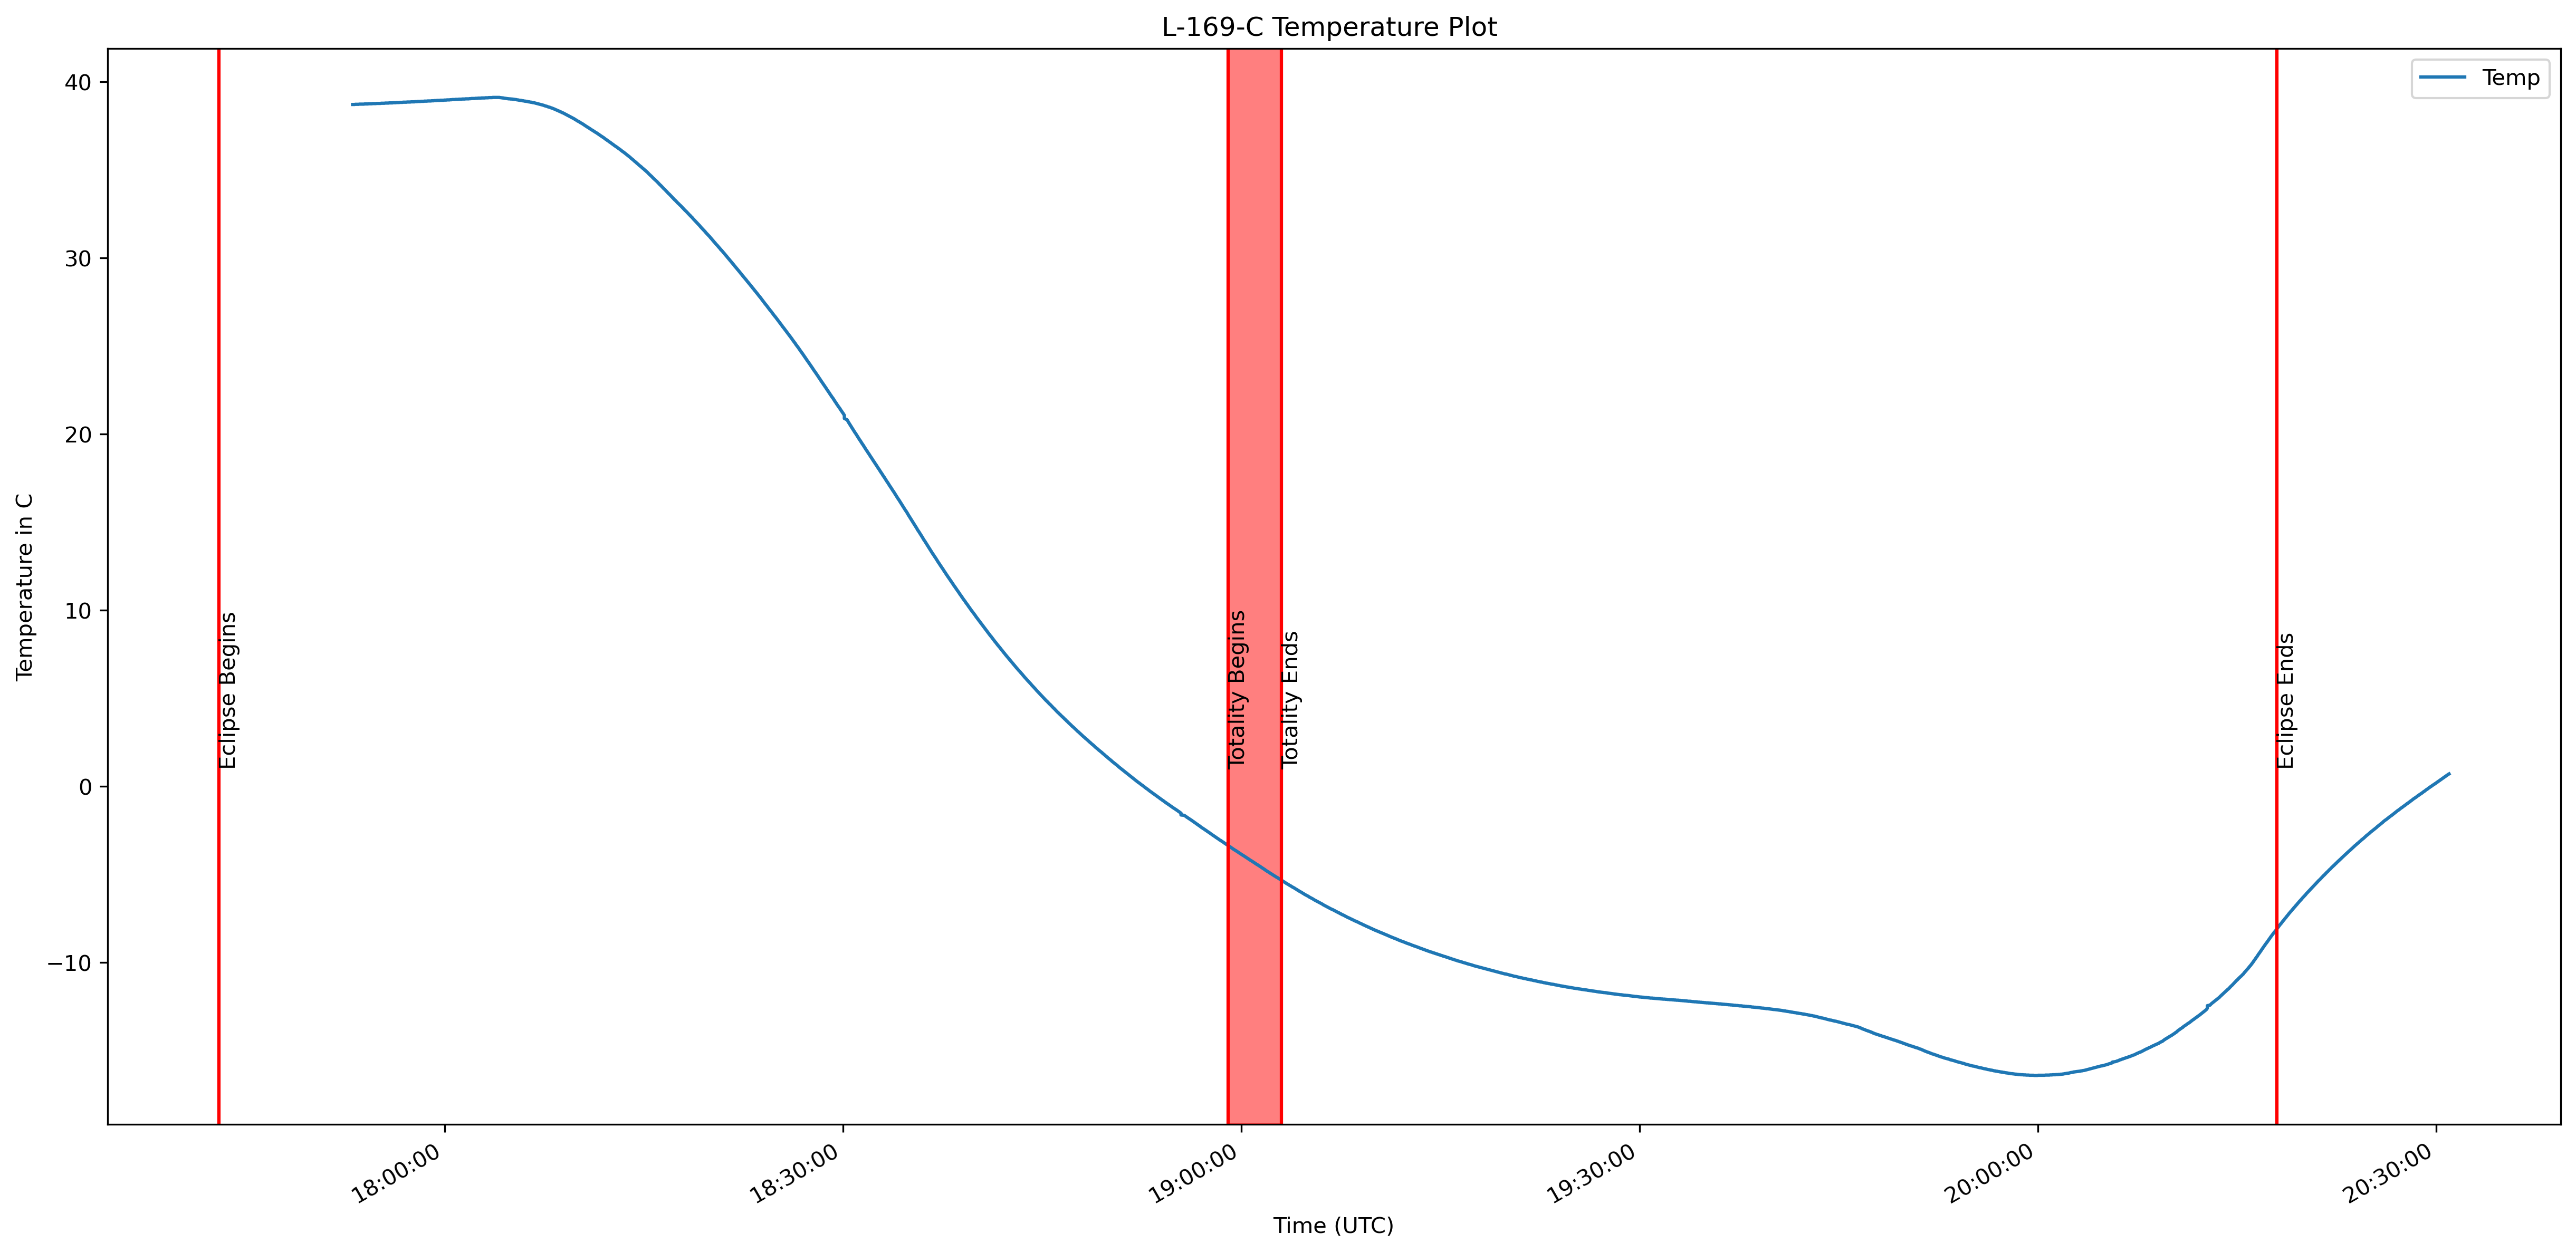 L-169-C Temperature Plot
Temp
Temperature in C
40
30
20
10
0
−10
Eclipse Begins
Totality Begins
Totality Ends
Eclipse Ends
18:00:00
18:30:00
19:00:00
19:30:00
20:00:00
20:30:00
Time (UTC)